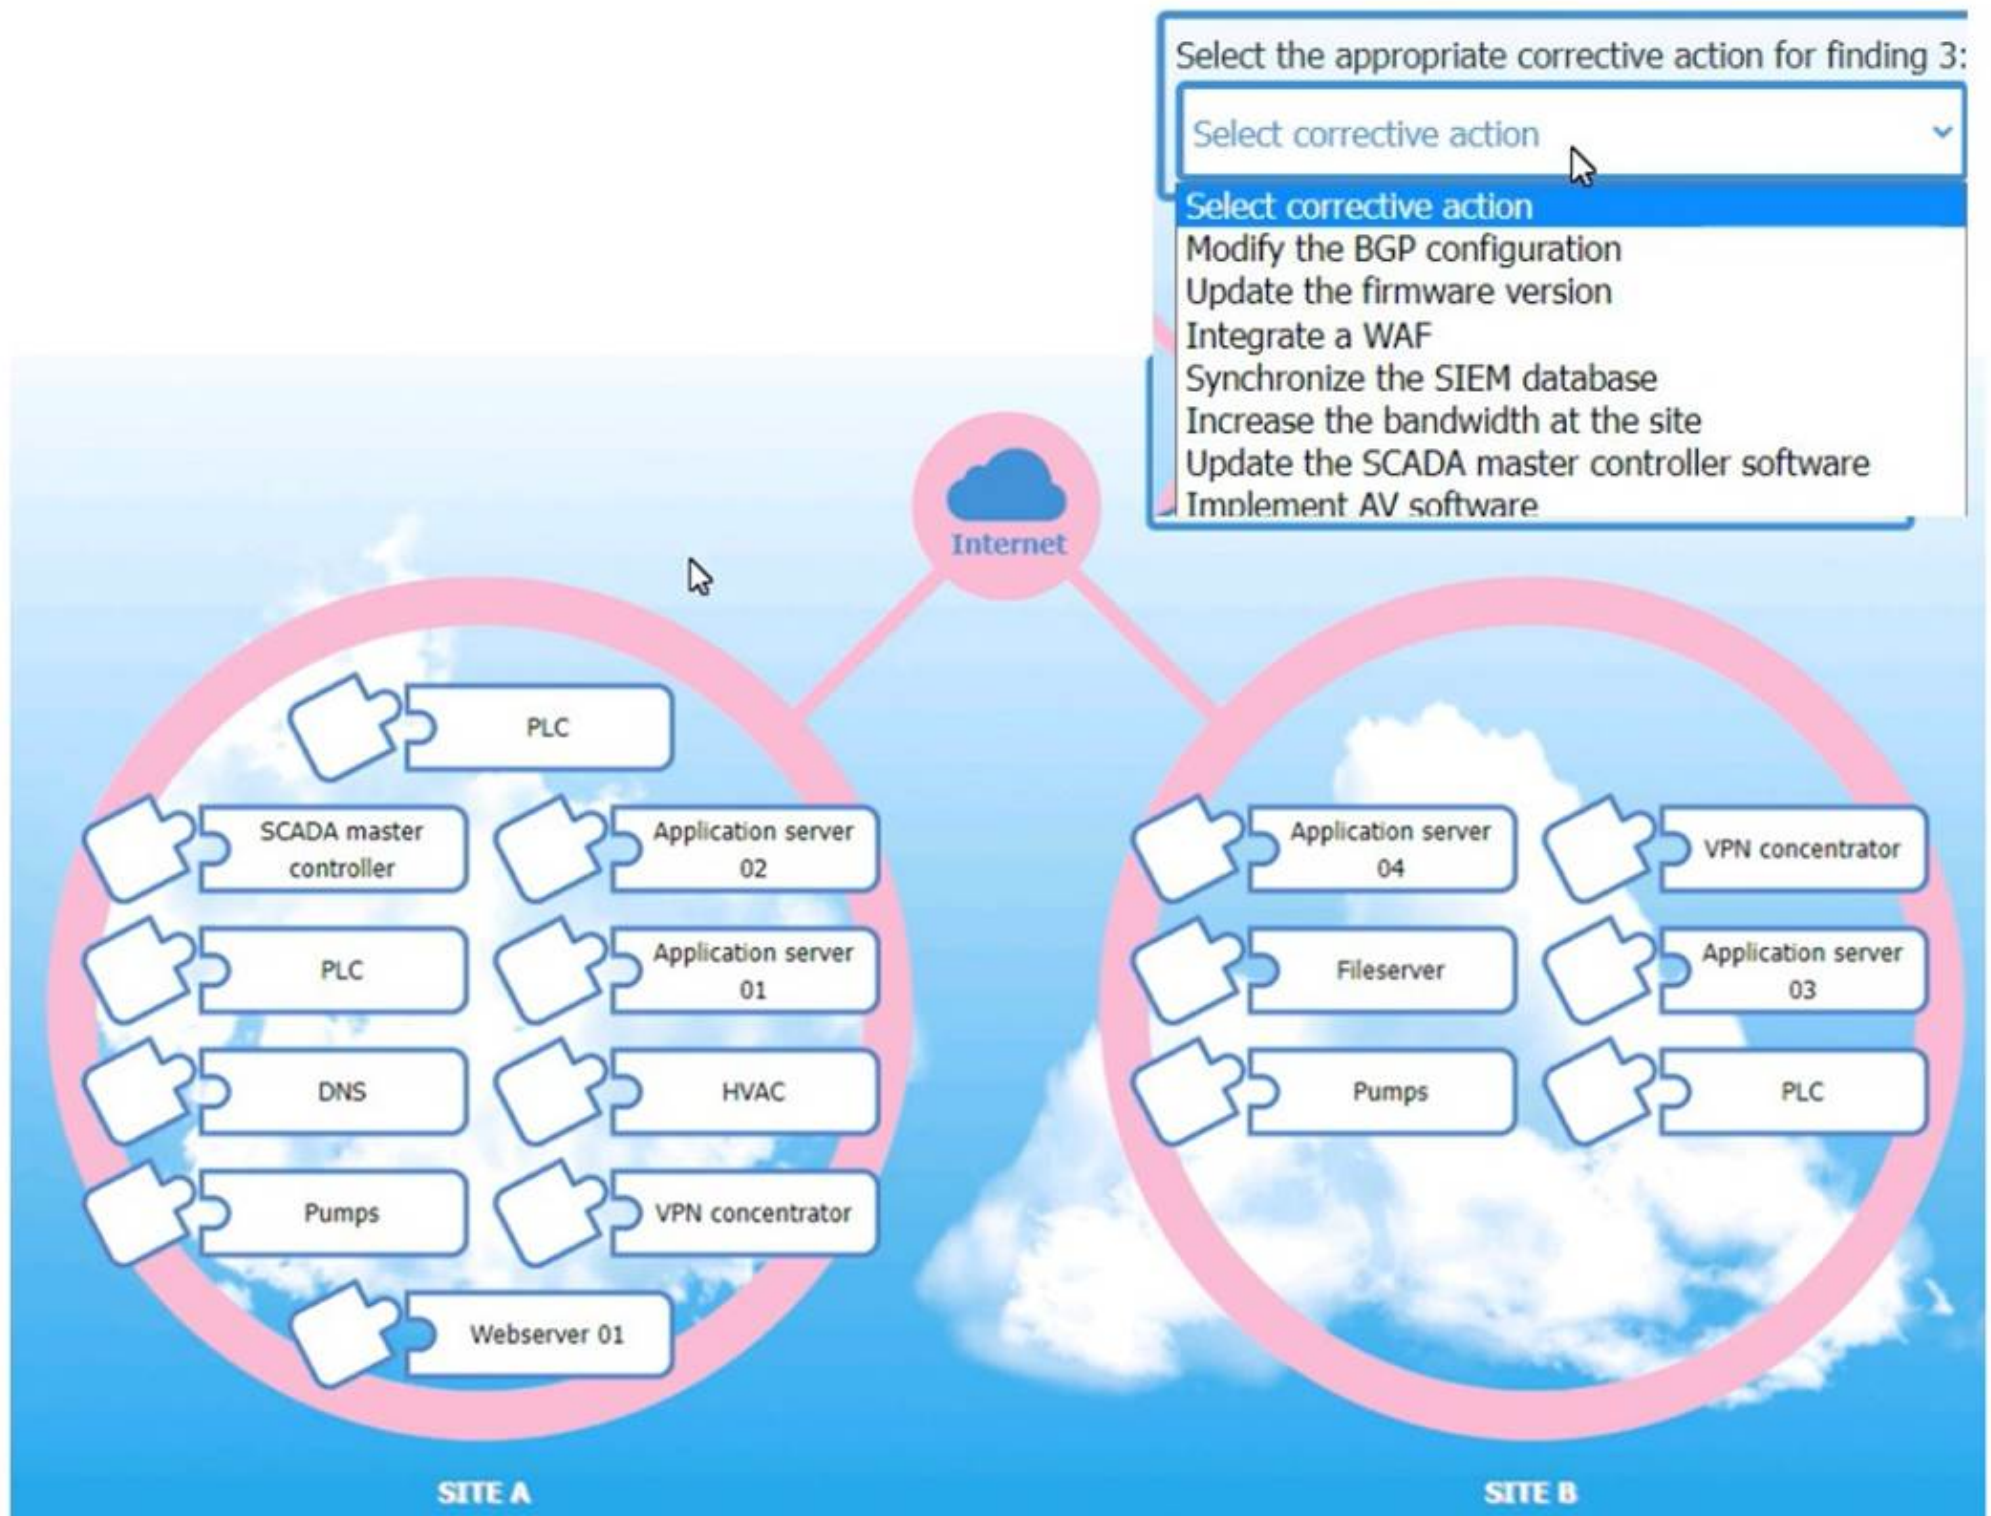 Select the appropriate corrective action for finding 3:
Select corrective action
Select corrective action
Modify the BGP configuration
Update the firmware version
Integrate a WAF
Synchronize the SIEM database
Increase the bandwidth at the site
Update the SCADA master controller software
Implement AV software
Internet
PLC
SCADA master
controller
Application server
02
PLC
Application server
01
DNS
HVAC
Pumps
VPN concentrator
Webserver 01
SITE A
Application server
04
VPN concentrator
Fileserver
Application server
03
Pumps
PLC
SITE B